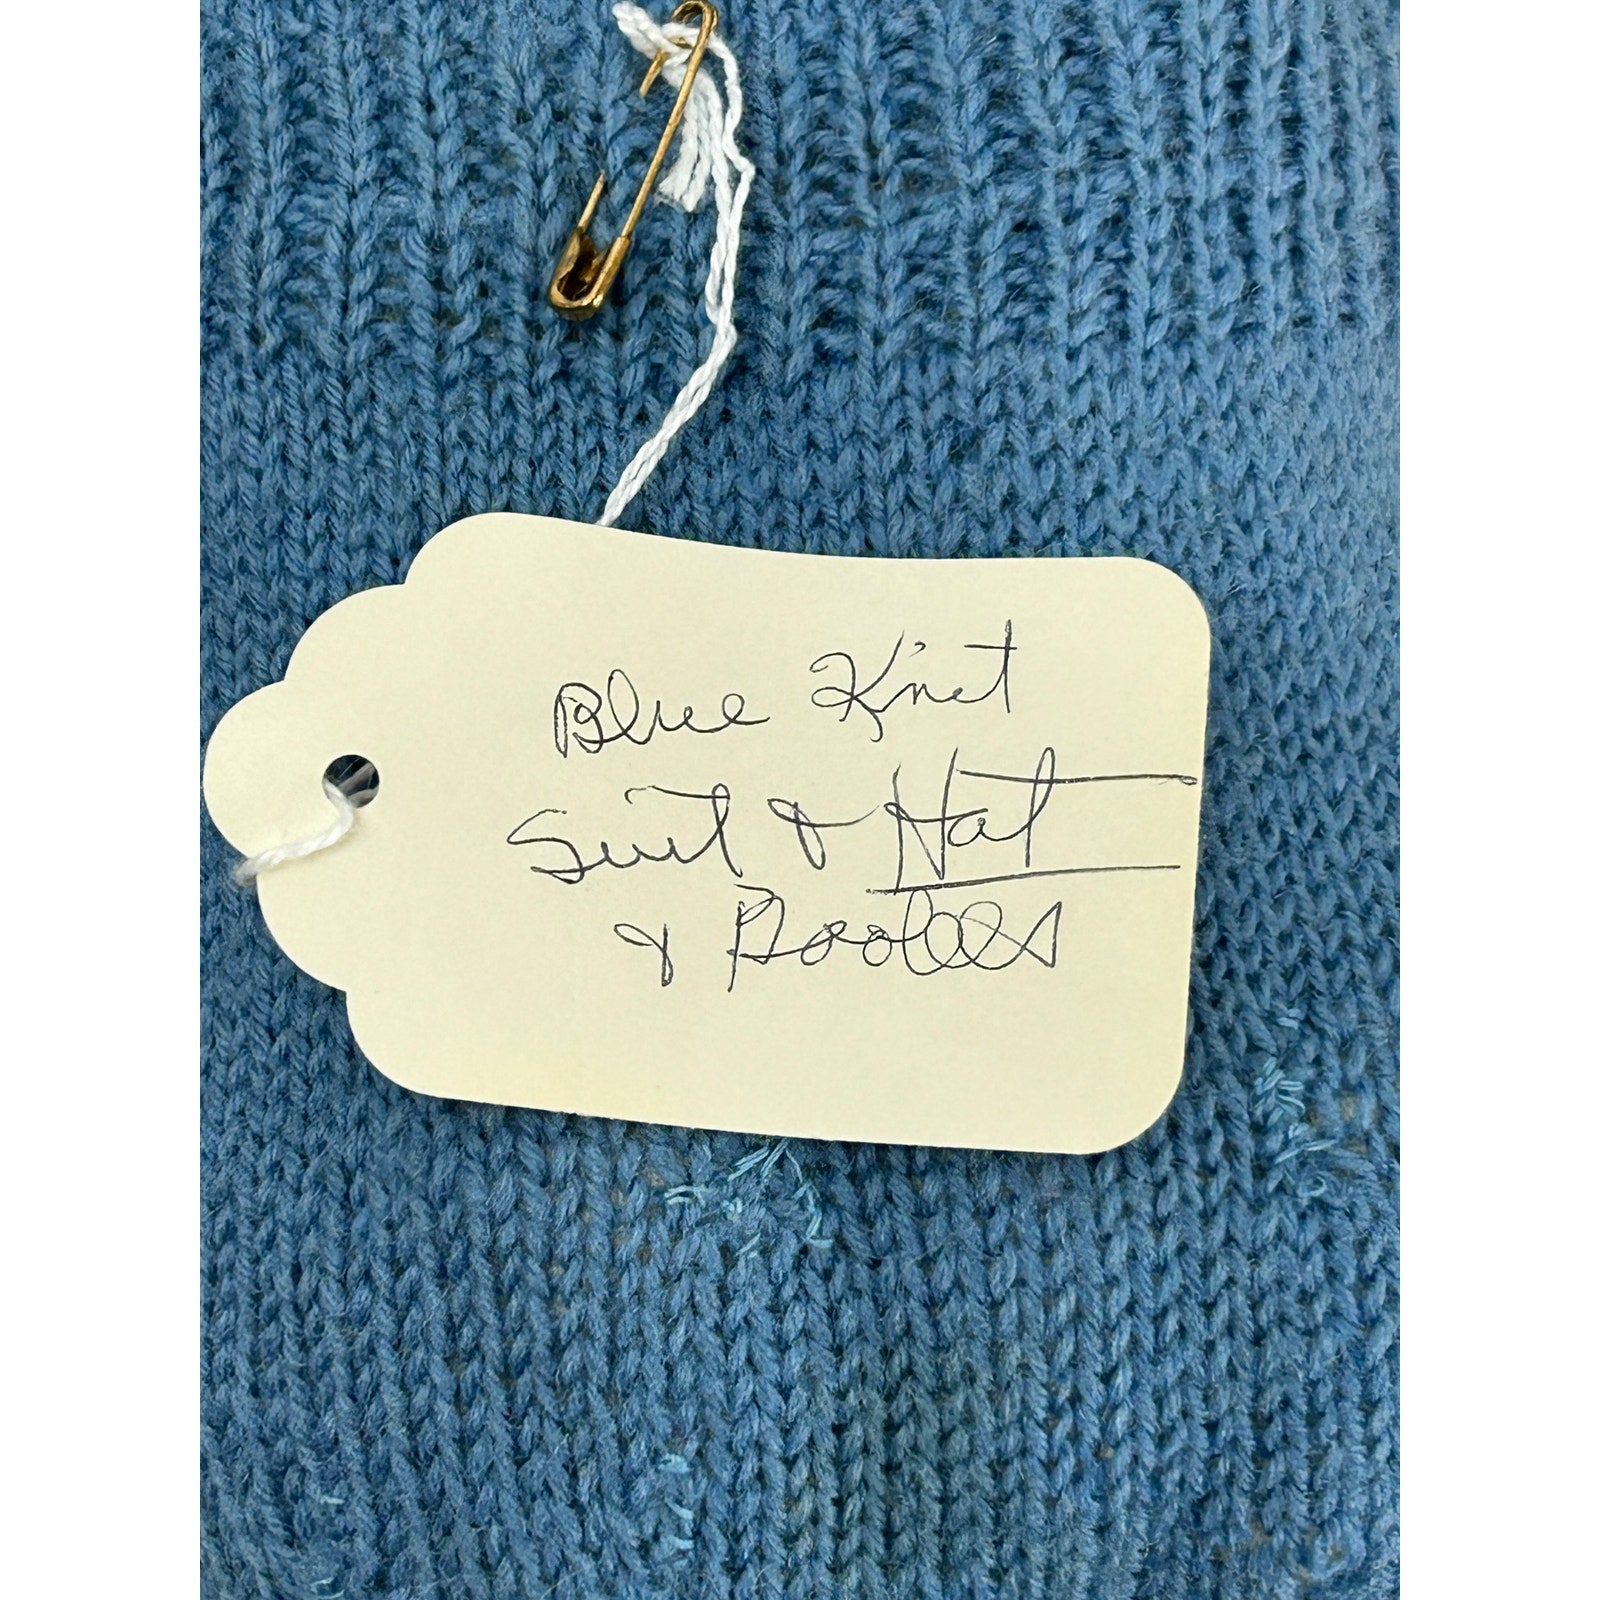 Blue Knit
Suit & Hat
& Booties